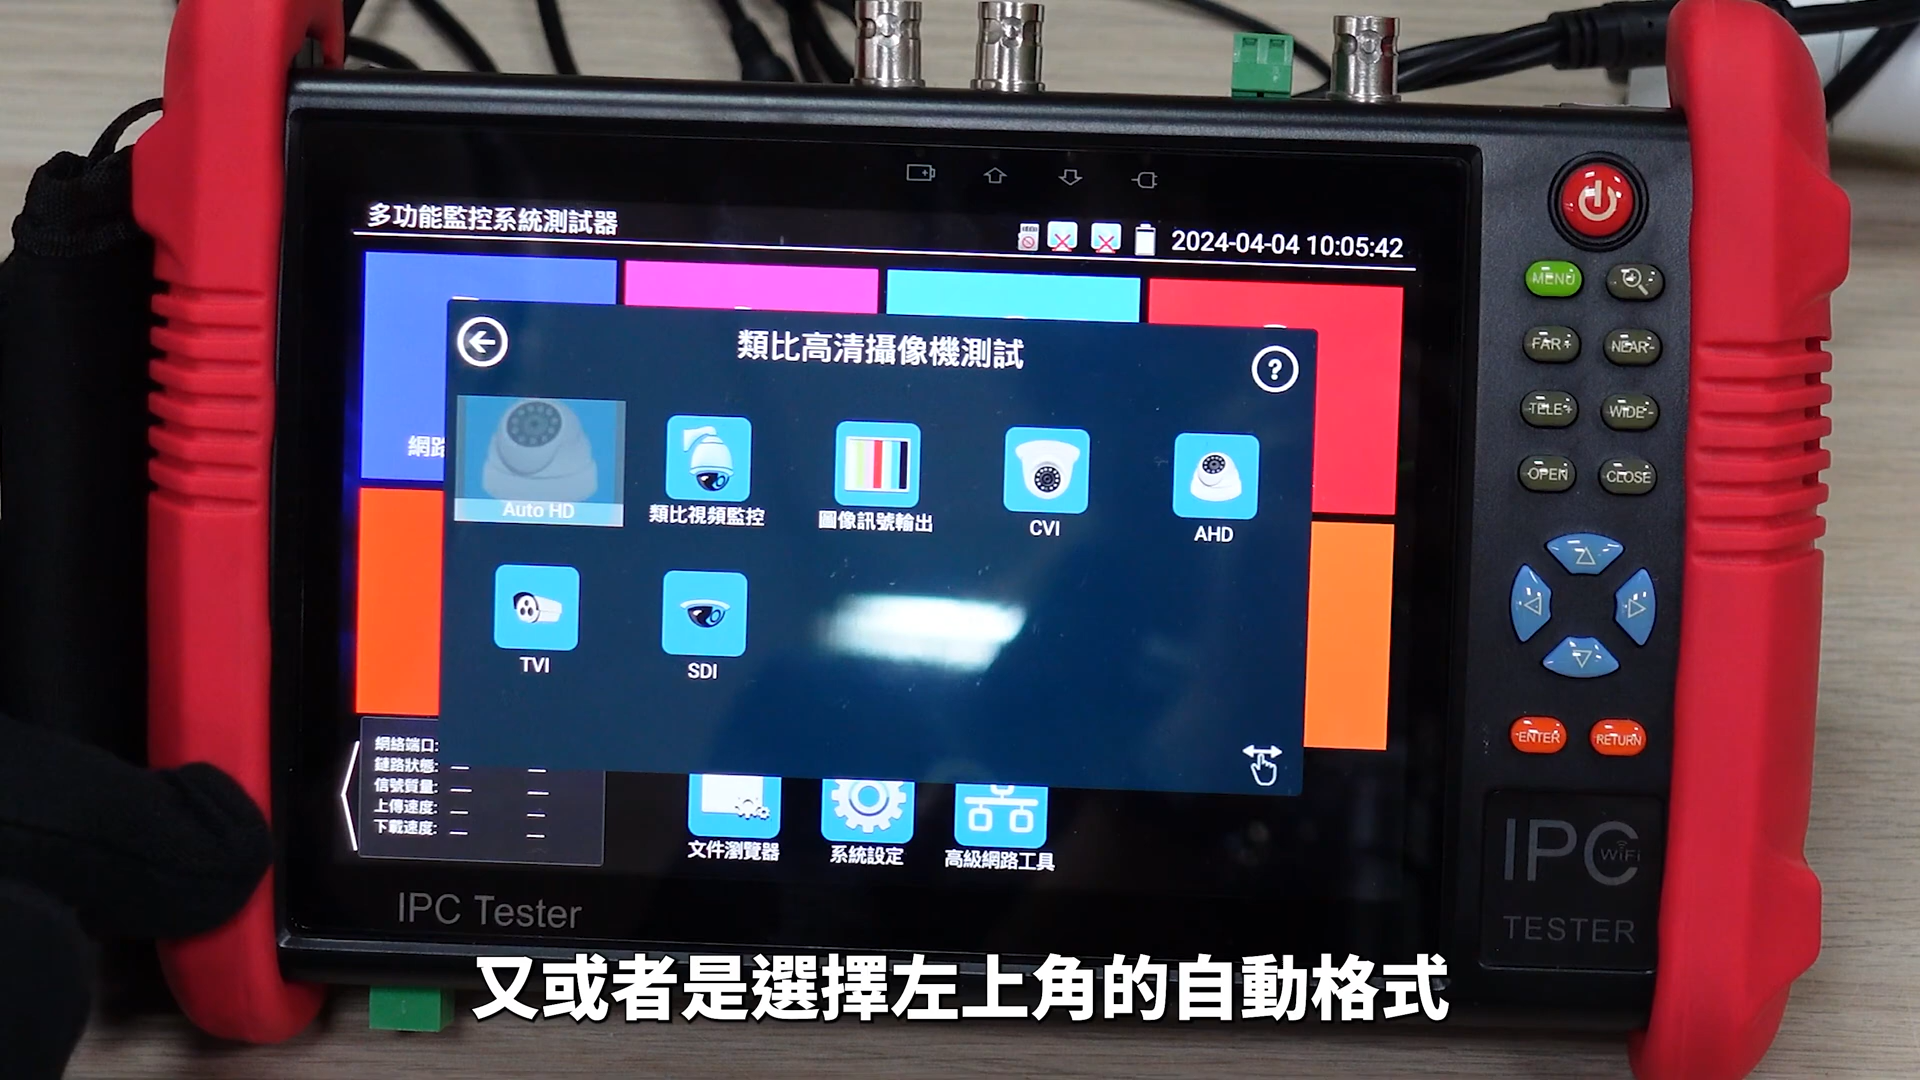 多功能監控系統測試器
2024-04-04 10:05:42
類比高清攝像機測試
?
Auto HD
類比視頻監控
圖像訊號輸出
CVI
AHD
TVI
SDI
網路
網絡端口:
鏈路狀態:
信號質量:
上傳速度:
下載速度:
文件瀏覽器
系統設定
高級網路工具
IPC Tester
MENU
FAR+
NEAR-
TELE+
WIDE-
OPEN
CLOSE
ENTER
RETURN
IPC
WiFi
TESTER
又或者是選擇左上角的自動格式